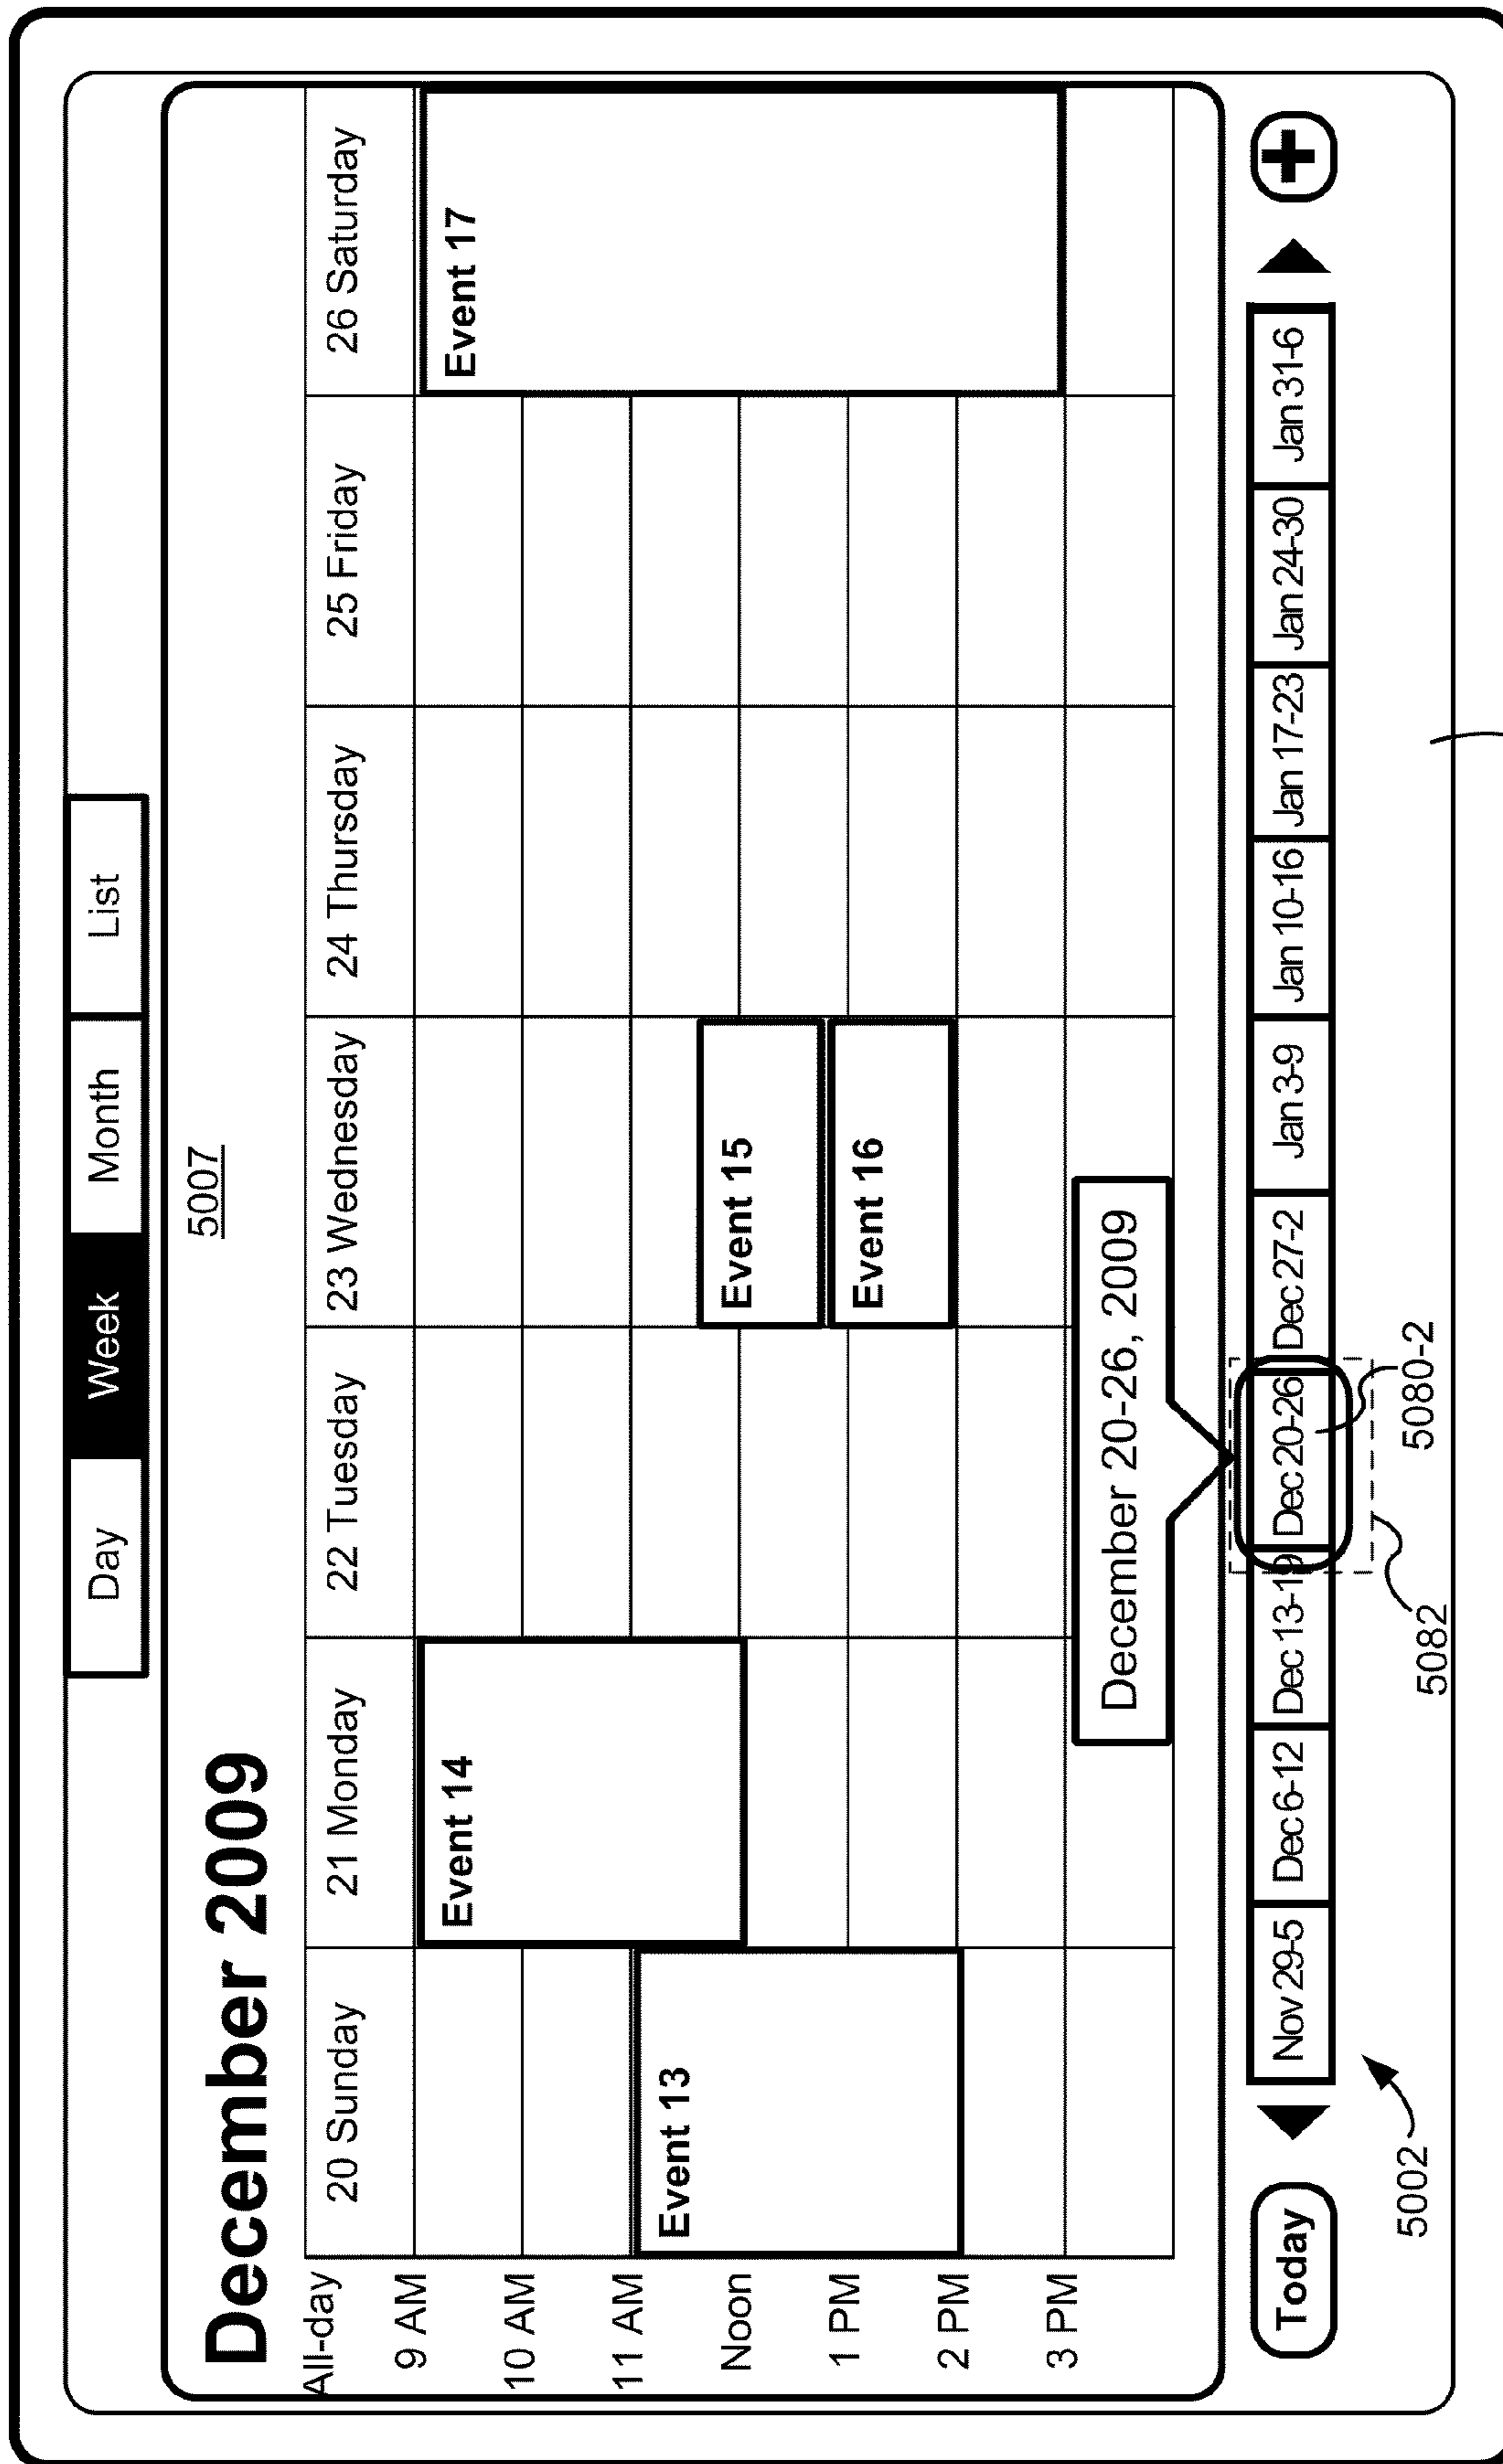 Day Week Month List
5007
December 2009
All-day 20 Sunday 21 Monday 22 Tuesday 23 Wednesday 24 Thursday 25 Friday 26 Saturday
9 AM
Event 14
Event 17
10 AM
11 AM
Event 13
Noon
Event 15
1 PM
Event 16
2 PM
3 PM
December 20-26, 2009
Today Nov 29-5 Dec 6-12 Dec 13-19 Dec 20-26 Dec 27-2 Jan 3-9 Jan 10-16 Jan 17-23 Jan 24-30 Jan 31-6 +
5002
5082
5080-2